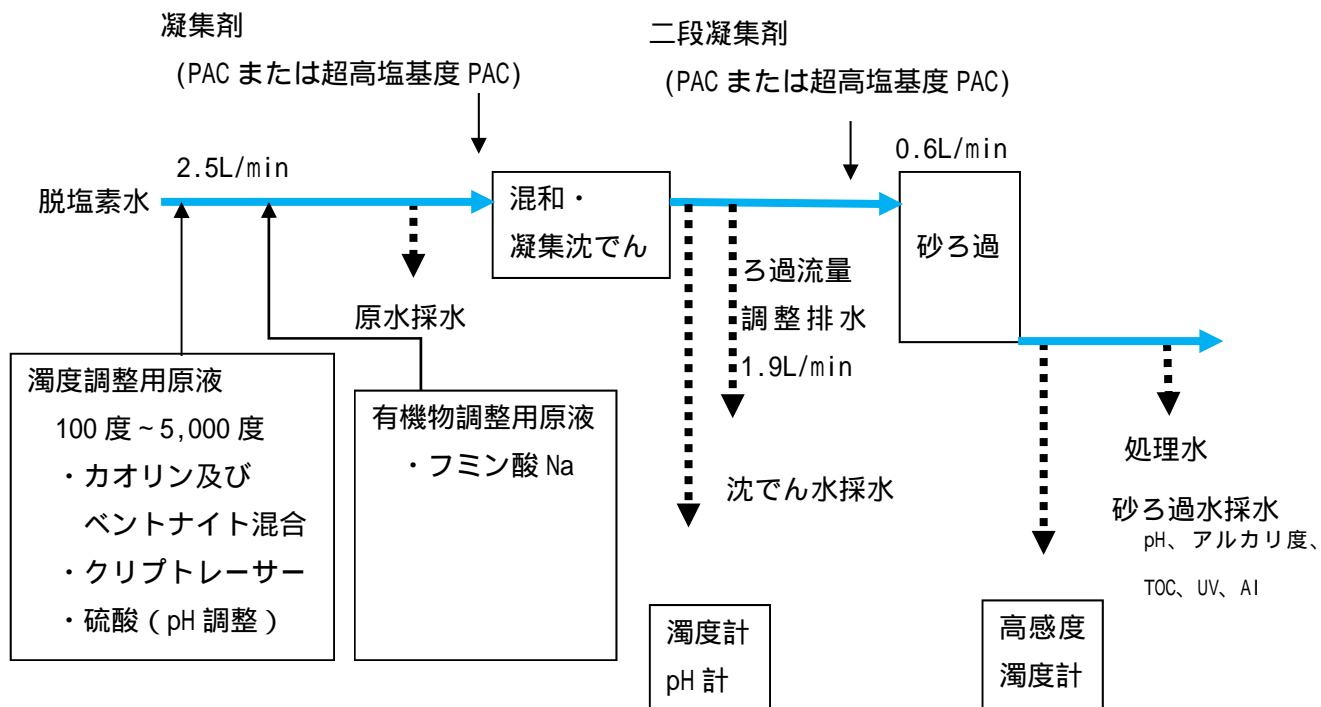 凝集剤
(PAC または超高塩基度 PAC)
二段凝集剤
(PAC または超高塩基度 PAC)
2.5L/min
0.6L/min
脱塩素水
混和・
凝集沈でん
砂ろ過
原水採水
ろ過流量
調整排水
1.9L/min
濁度調整用原液
100 度~5,000 度
・カオリン及び
ベントナイト混合
・クリプトレーサー
・硫酸(pH 調整)
有機物調整用原液
・フミン酸 Na
沈でん水採水
処理水
砂ろ過水採水
pH、アルカリ度、
TOC、UV、Al
濁度計
pH 計
高感度
濁度計